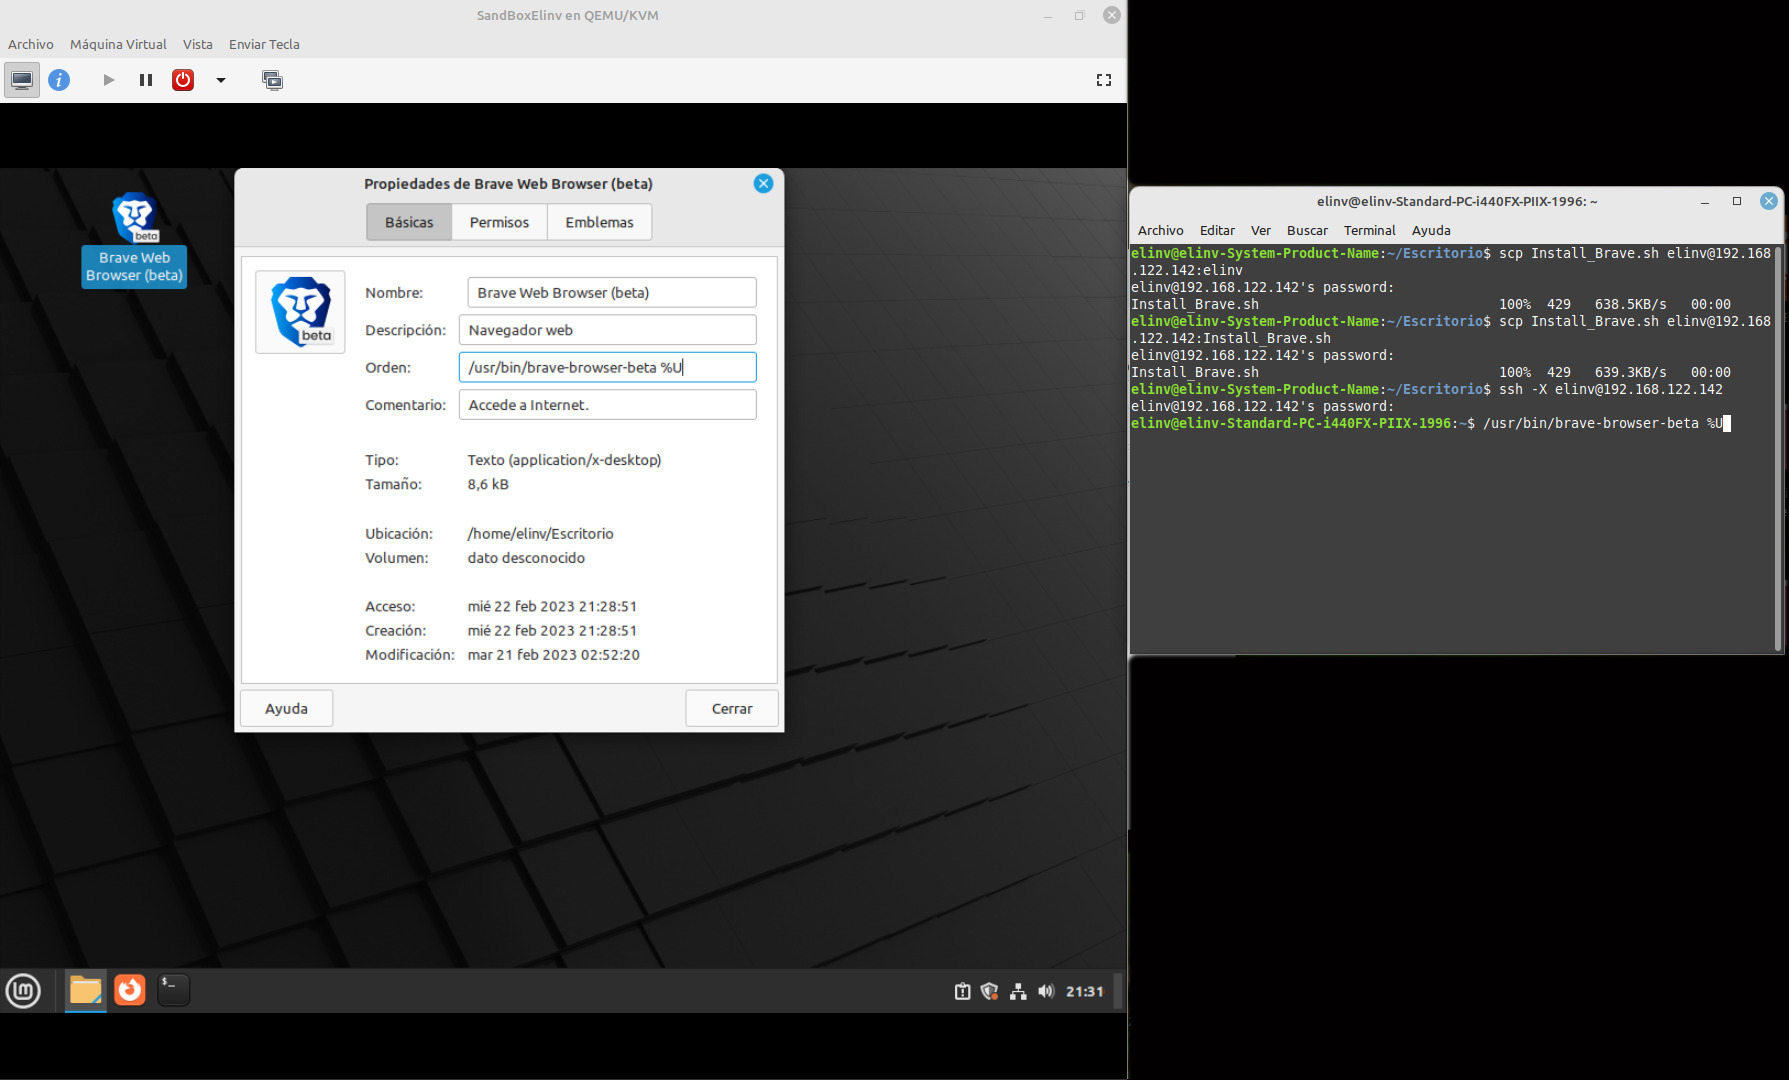 SandBoxElinv en QEMU/KVM
Archivo Máquina Virtual Vista Enviar Tecla
beta
Brave Web
Browser (beta)
Propiedades de Brave Web Browser (beta)
Básicas Permisos Emblemas
beta
Nombre: Brave Web Browser (beta)
Descripción: Navegador web
Orden: /usr/bin/brave-browser-beta %U
Comentario: Accede a Internet.
Tipo: Texto (application/x-desktop)
Tamaño: 8,6 kB
Ubicación: /home/elinv/Escritorio
Volumen: dato desconocido
Acceso: mié 22 feb 2023 21:28:51
Creación: mié 22 feb 2023 21:28:51
Modificación: mar 21 feb 2023 02:52:20
Ayuda Cerrar
21:31
elinv@elinv-Standard-PC-i440FX-PIIX-1996: ~
Archivo Editar Ver Buscar Terminal Ayuda
elinv@elinv-System-Product-Name:~/Escritorio$ scp Install_Brave.sh elinv@192.168
.122.142:elinv
elinv@192.168.122.142's password:
Install_Brave.sh 100% 429 638.5KB/s 00:00
elinv@elinv-System-Product-Name:~/Escritorio$ scp Install_Brave.sh elinv@192.168
.122.142:Install_Brave.sh
elinv@192.168.122.142's password:
Install_Brave.sh 100% 429 639.3KB/s 00:00
elinv@elinv-System-Product-Name:~/Escritorio$ ssh -X elinv@192.168.122.142
elinv@192.168.122.142's password:
elinv@elinv-Standard-PC-i440FX-PIIX-1996:~$ /usr/bin/brave-browser-beta %U